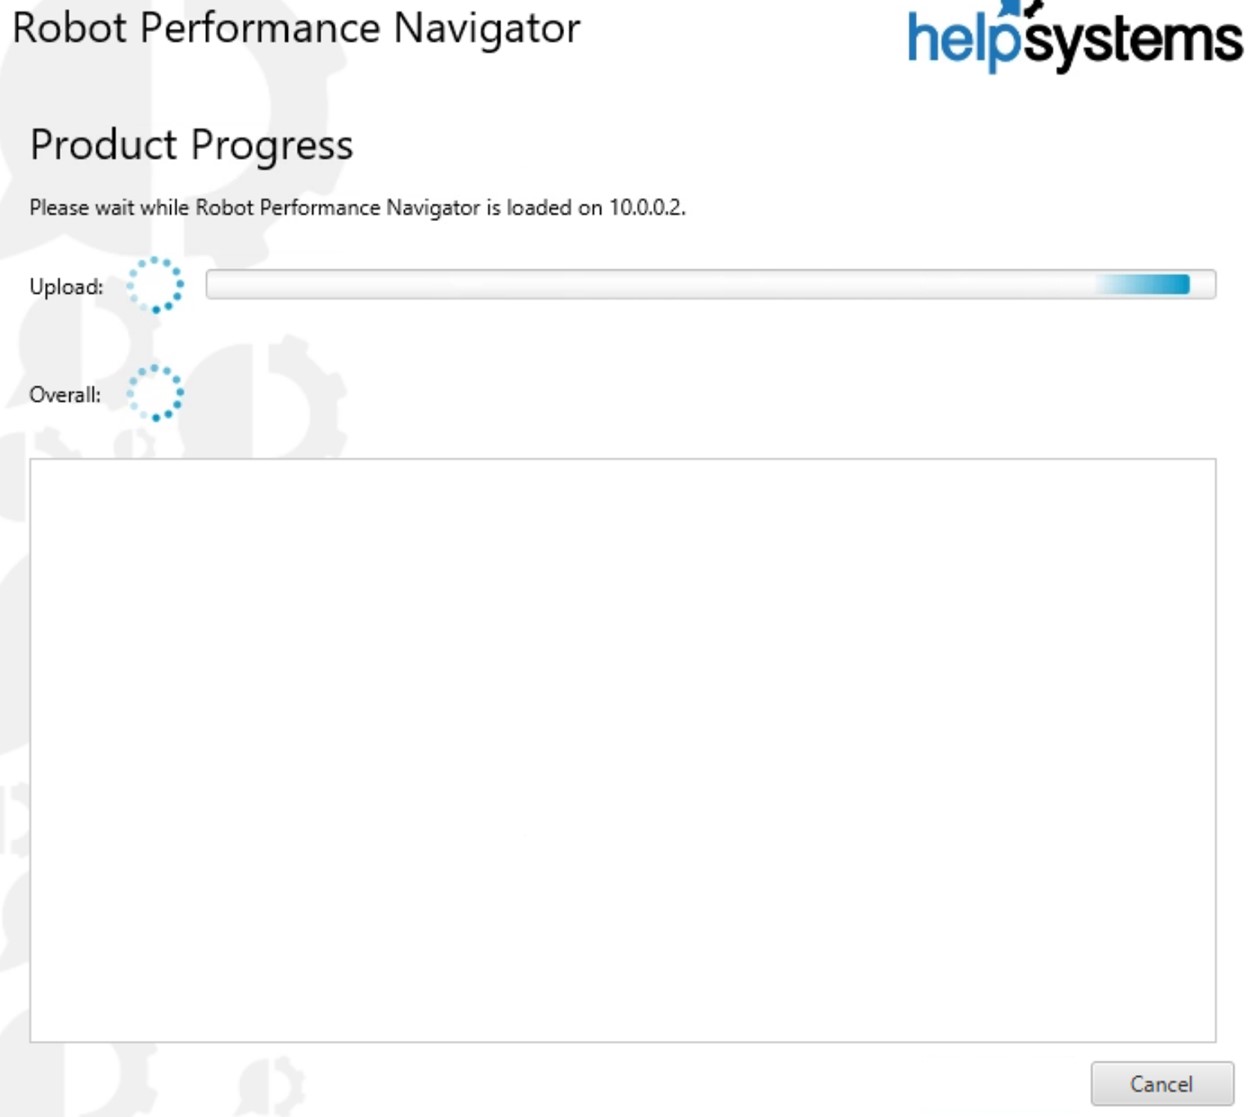 Robot Performance Navigator
helpsystems
Product Progress
Please wait while Robot Performance Navigator is loaded on 10.0.0.2.
Upload:
Overall:
Cancel